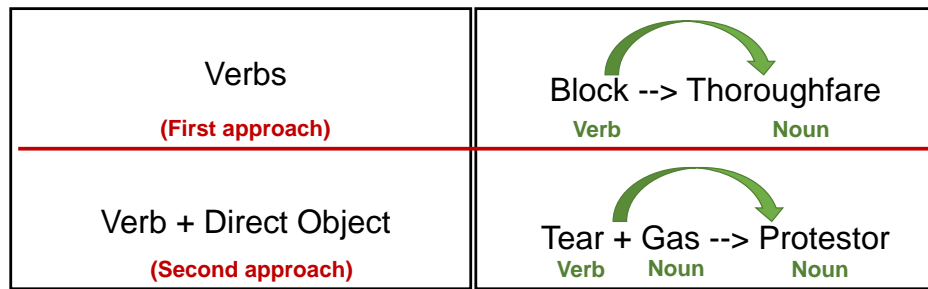 Verbs
(First approach)
Block --> Thoroughfare
Verb Noun
Verb + Direct Object
(Second approach)
Tear + Gas --> Protestor
Verb Noun Noun